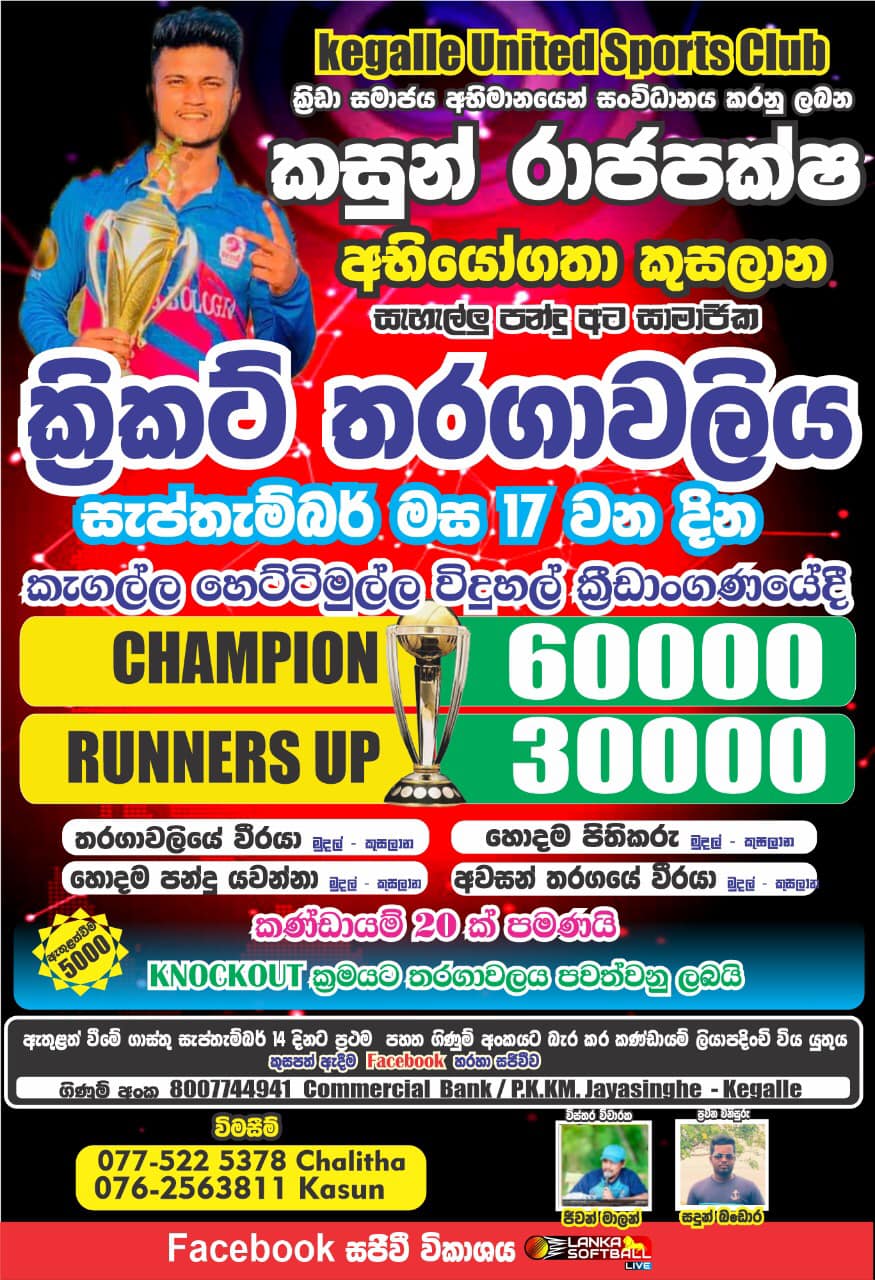 kegalle United Sports Club
ක්‍රිඩා සමාජය අභිමානයෙන් සංවිධානය කරනු ලබන
කසුන් රාජපක්ෂ
අභියෝගතා කුසලාන
සැහැල්ලු පන්දු අට සාමාජික
ක්‍රිකට් තරගාවලිය
සැප්තැම්බර් මස 17 වන දින
කැගල්ල හෙට්ටිමුල්ල විදුහල් ක්‍රීඩාංගණයේදී
CHAMPION 60000
RUNNERS UP 30000
තරගාවලියේ වීරයා මුදල් - කුසලාන
හොදම පිතිකරු මුදල් - කුසලාන
හොදම පන්දු යවන්නා මුදල් - කුසලාන
අවසන් තරගයේ වීරයා මුදල් - කුසලාන
කණ්ඩායම් 20 ක් පමණයි
ඇතුළත්වීම් 5000
KNOCKOUT ක්‍රමයට තරගාවලය පවත්වනු ලබයි
ඇතුළත් වීමේ ගාස්තු සැප්තැම්බර් 14 දිනට ප්‍රථම පහත ගිණුම් අංකයට බැර කර කණ්ඩායම් ලියාපදිංචි විය යුතුය
කුසපත් ඇදීම Facebook හරහා සජිවීව
ගිණුම් අංක 8007744941 Commercial Bank / P.K.KM. Jayasinghe - Kegalle
විමසීම්
077-522 5378 Chalitha
076-2563811 Kasun
විස්තර විචාරක
ජීවන් මාලන්
ප්‍රධාන විනිසුරු
සදුන් බඩොර
Facebook සජීවී විකාශය LANKA SOFTBALL LIVE